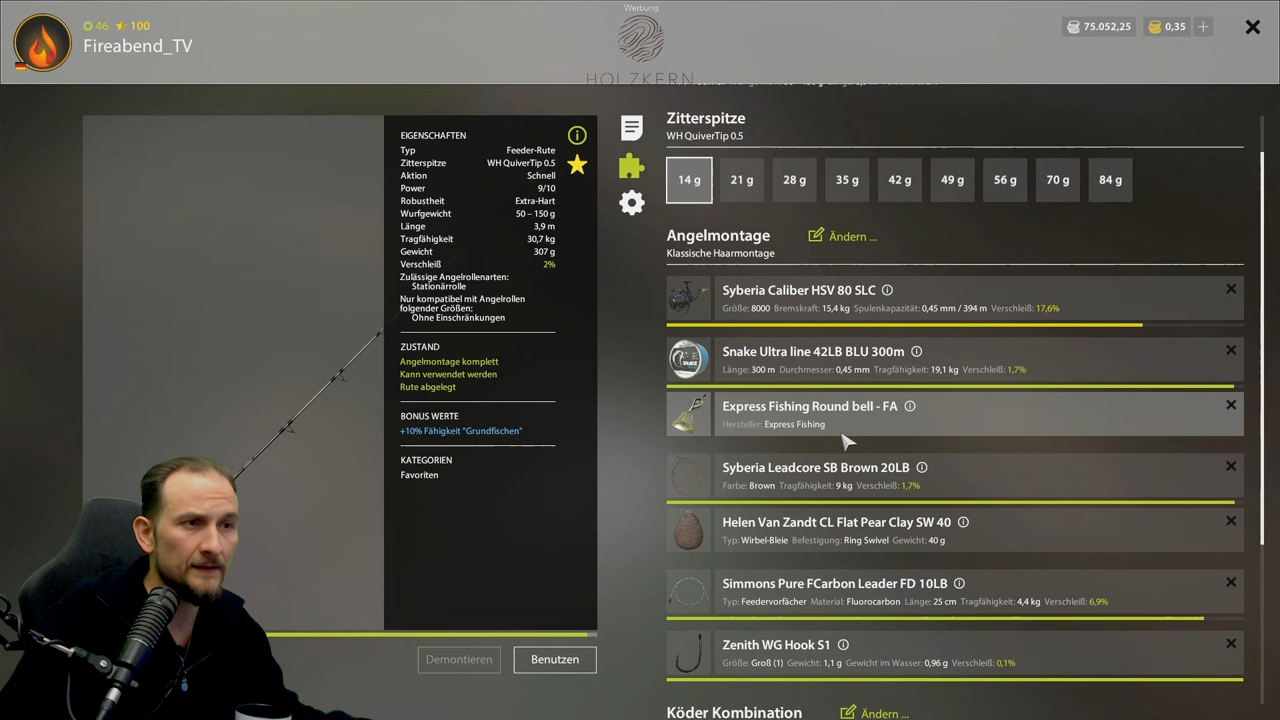 Werbung
46 100
Fireabend_TV
HOLZKERN
75.052,25
0,35
EIGENSCHAFTEN
Typ Feeder-Rute
Zitterspitze WH QuiverTip 0.5
Aktion Schnell
Power 9/10
Robustheit Extra-Hart
Wurfgewicht 50 – 150 g
Länge 3,9 m
Tragfähigkeit 30,7 kg
Gewicht 307 g
Verschleiß 2%
Zulässige Angelrollenarten:
Stationärrolle
Nur kompatibel mit Angelrollen
folgender Größen:
Ohne Einschränkungen
ZUSTAND
Angelmontage komplett
Kann verwendet werden
Rute abgelegt
BONUS WERTE
+10% Fähigkeit "Grundfischen"
KATEGORIEN
Favoriten
Demontieren
Benutzen
Zitterspitze
WH QuiverTip 0.5
14 g 21 g 28 g 35 g 42 g 49 g 56 g 70 g 84 g
Angelmontage Ändern ...
Klassische Haarmontage
Syberia Caliber HSV 80 SLC
Größe: 8000 Bremskraft: 15,4 kg Spulenkapazität: 0,45 mm / 394 m Verschleiß: 17,6%
Snake Ultra line 42LB BLU 300m
Länge: 300 m Durchmesser: 0,45 mm Tragfähigkeit: 19,1 kg Verschleiß: 1,7%
Express Fishing Round bell - FA
Hersteller: Express Fishing
Syberia Leadcore SB Brown 20LB
Farbe: Brown Tragfähigkeit: 9 kg Verschleiß: 1,7%
Helen Van Zandt CL Flat Pear Clay SW 40
Typ: Wirbel-Bleie Befestigung: Ring Swivel Gewicht: 40 g
Simmons Pure FCarbon Leader FD 10LB
Typ: Feedervorfächer Material: Fluorocarbon Länge: 25 cm Tragfähigkeit: 4,4 kg Verschleiß: 6,9%
Zenith WG Hook S1
Größe: Groß (1) Gewicht: 1,1 g Gewicht im Wasser: 0,96 g Verschleiß: 0,1%
Köder Kombination Ändern ...